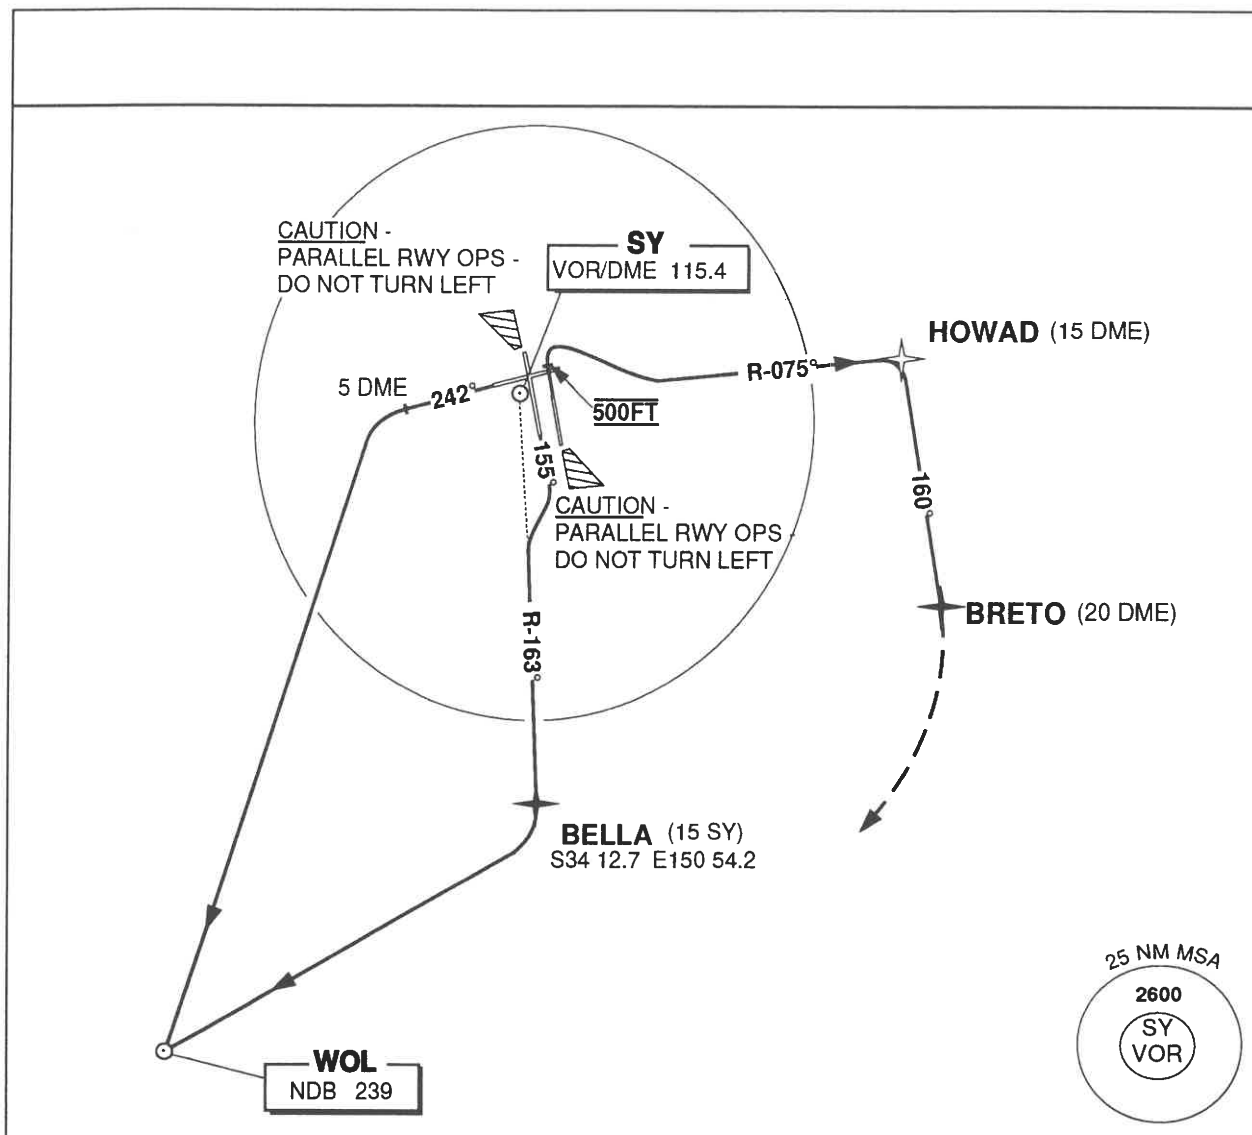 CAUTION -
PARALLEL RWY OPS -
DO NOT TURN LEFT
SY
VOR/DME 115.4
HOWAD (15 DME)
R-075°
5 DME
242°
500FT
155°
CAUTION -
PARALLEL RWY OPS -
DO NOT TURN LEFT
160°
BRETO (20 DME)
R-163°
BELLA (15 SY)
S34 12.7 E150 54.2
25 NM MSA
2600
SY
VOR
WOL
NDB 239